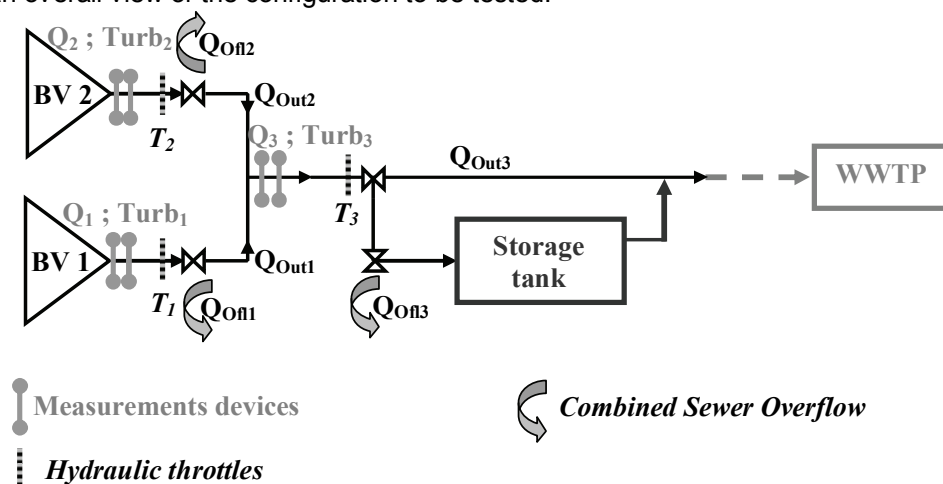 an overall view of the configuration to be tested.
Q2 ; Turb2
QOfl2
BV 2
QOut2
T2
Q3 ; Turb3
QOut3
WWTP
T3
Q1 ; Turb1
Storage
tank
BV 1
QOut1
T1
QOfl1
QOfl3
Measurements devices
Combined Sewer Overflow
Hydraulic throttles